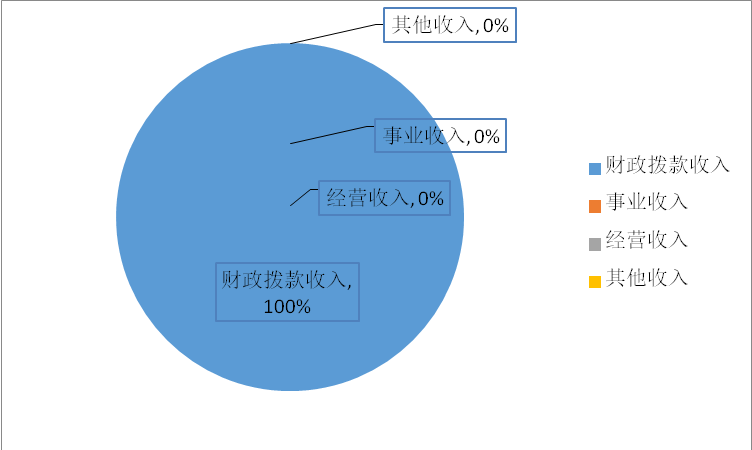 其他收入, 0%
事业收入, 0%
经营收入, 0%
财政拨款收入,
100%
财政拨款收入
事业收入
经营收入
其他收入